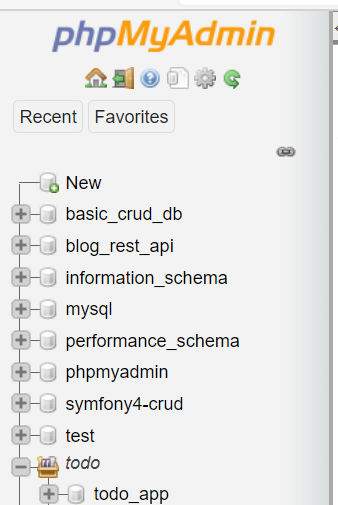 phpMyAdmin
Recent Favorites
New
basic_crud_db
blog_rest_api
information_schema
mysql
performance_schema
phpmyadmin
symfony4-crud
test
todo
todo_app